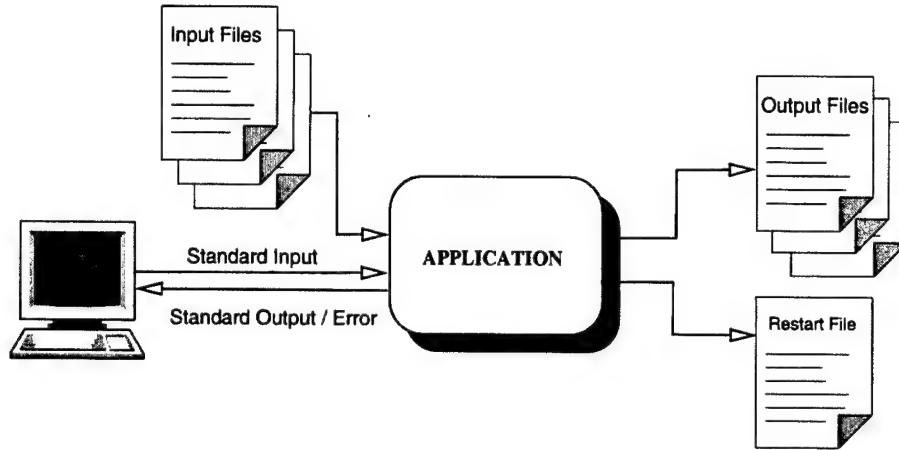 Input Files
Output Files
Standard Input
APPLICATION
Standard Output / Error
Restart File